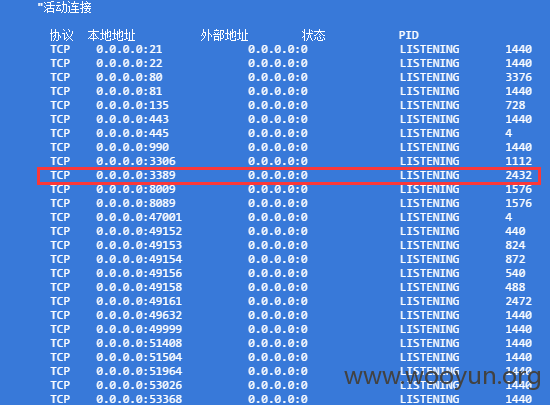 "活动连接
协议 本地地址 外部地址 状态 PID
TCP 0.0.0.0:21 0.0.0.0:0 LISTENING 1440
TCP 0.0.0.0:22 0.0.0.0:0 LISTENING 1440
TCP 0.0.0.0:80 0.0.0.0:0 LISTENING 3376
TCP 0.0.0.0:81 0.0.0.0:0 LISTENING 1440
TCP 0.0.0.0:135 0.0.0.0:0 LISTENING 728
TCP 0.0.0.0:443 0.0.0.0:0 LISTENING 1440
TCP 0.0.0.0:445 0.0.0.0:0 LISTENING 4
TCP 0.0.0.0:990 0.0.0.0:0 LISTENING 1440
TCP 0.0.0.0:3306 0.0.0.0:0 LISTENING 1112
TCP 0.0.0.0:3389 0.0.0.0:0 LISTENING 2432
TCP 0.0.0.0:8009 0.0.0.0:0 LISTENING 1576
TCP 0.0.0.0:8089 0.0.0.0:0 LISTENING 1576
TCP 0.0.0.0:47001 0.0.0.0:0 LISTENING 4
TCP 0.0.0.0:49152 0.0.0.0:0 LISTENING 440
TCP 0.0.0.0:49153 0.0.0.0:0 LISTENING 824
TCP 0.0.0.0:49154 0.0.0.0:0 LISTENING 872
TCP 0.0.0.0:49156 0.0.0.0:0 LISTENING 540
TCP 0.0.0.0:49158 0.0.0.0:0 LISTENING 488
TCP 0.0.0.0:49161 0.0.0.0:0 LISTENING 2472
TCP 0.0.0.0:49632 0.0.0.0:0 LISTENING 1440
TCP 0.0.0.0:49999 0.0.0.0:0 LISTENING 1440
TCP 0.0.0.0:51408 0.0.0.0:0 LISTENING 1440
TCP 0.0.0.0:51504 0.0.0.0:0 LISTENING 1440
TCP 0.0.0.0:51964 0.0.0.0:0 LISTENING 1440
TCP 0.0.0.0:53026 0.0.0.0:0 LISTENING 1440
TCP 0.0.0.0:53368 0.0.0.0:0 LISTENING 1440
www.wooyun.org